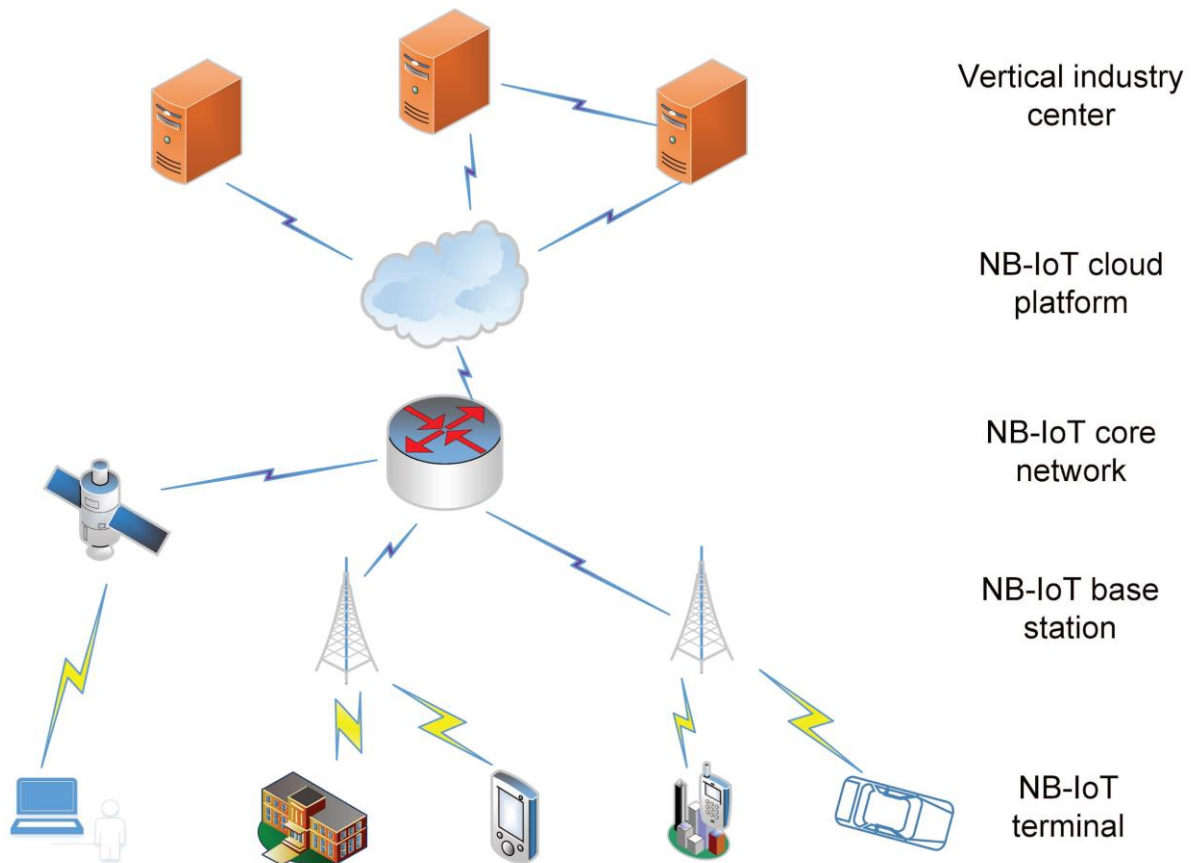 Vertical industry
center
NB-IoT cloud
platform
NB-IoT core
network
NB-IoT base
station
NB-IoT
terminal